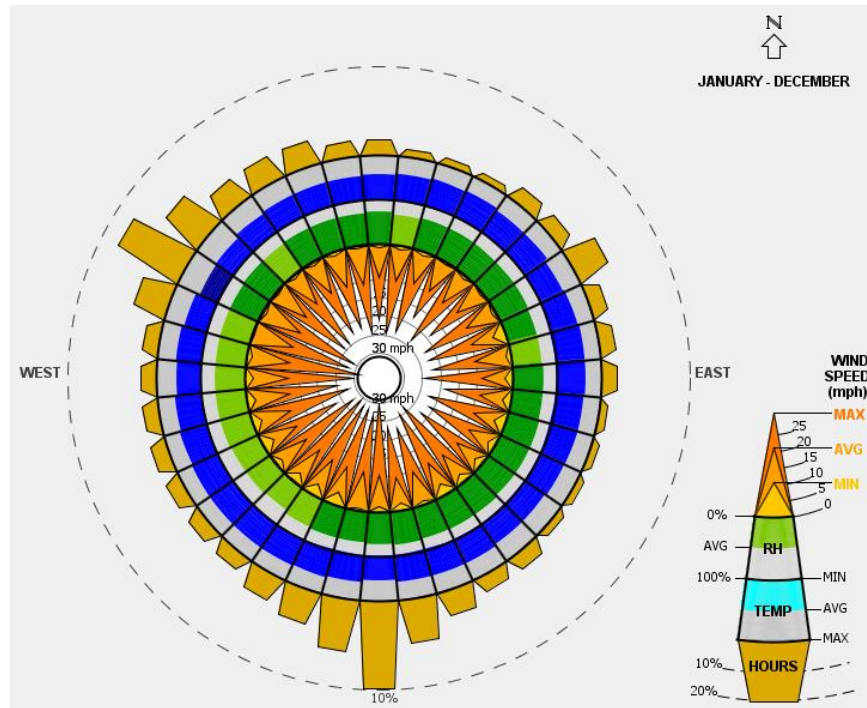 N
JANUARY - DECEMBER
20
25
30 mph
WEST
EAST
30 mph
25
10%
WIND
SPEED
(mph)
MAX
25
20
AVG
15
10
MIN
5
0
0%
AVG
RH
100%
MIN
TEMP
AVG
MAX
HOURS
10%
20%